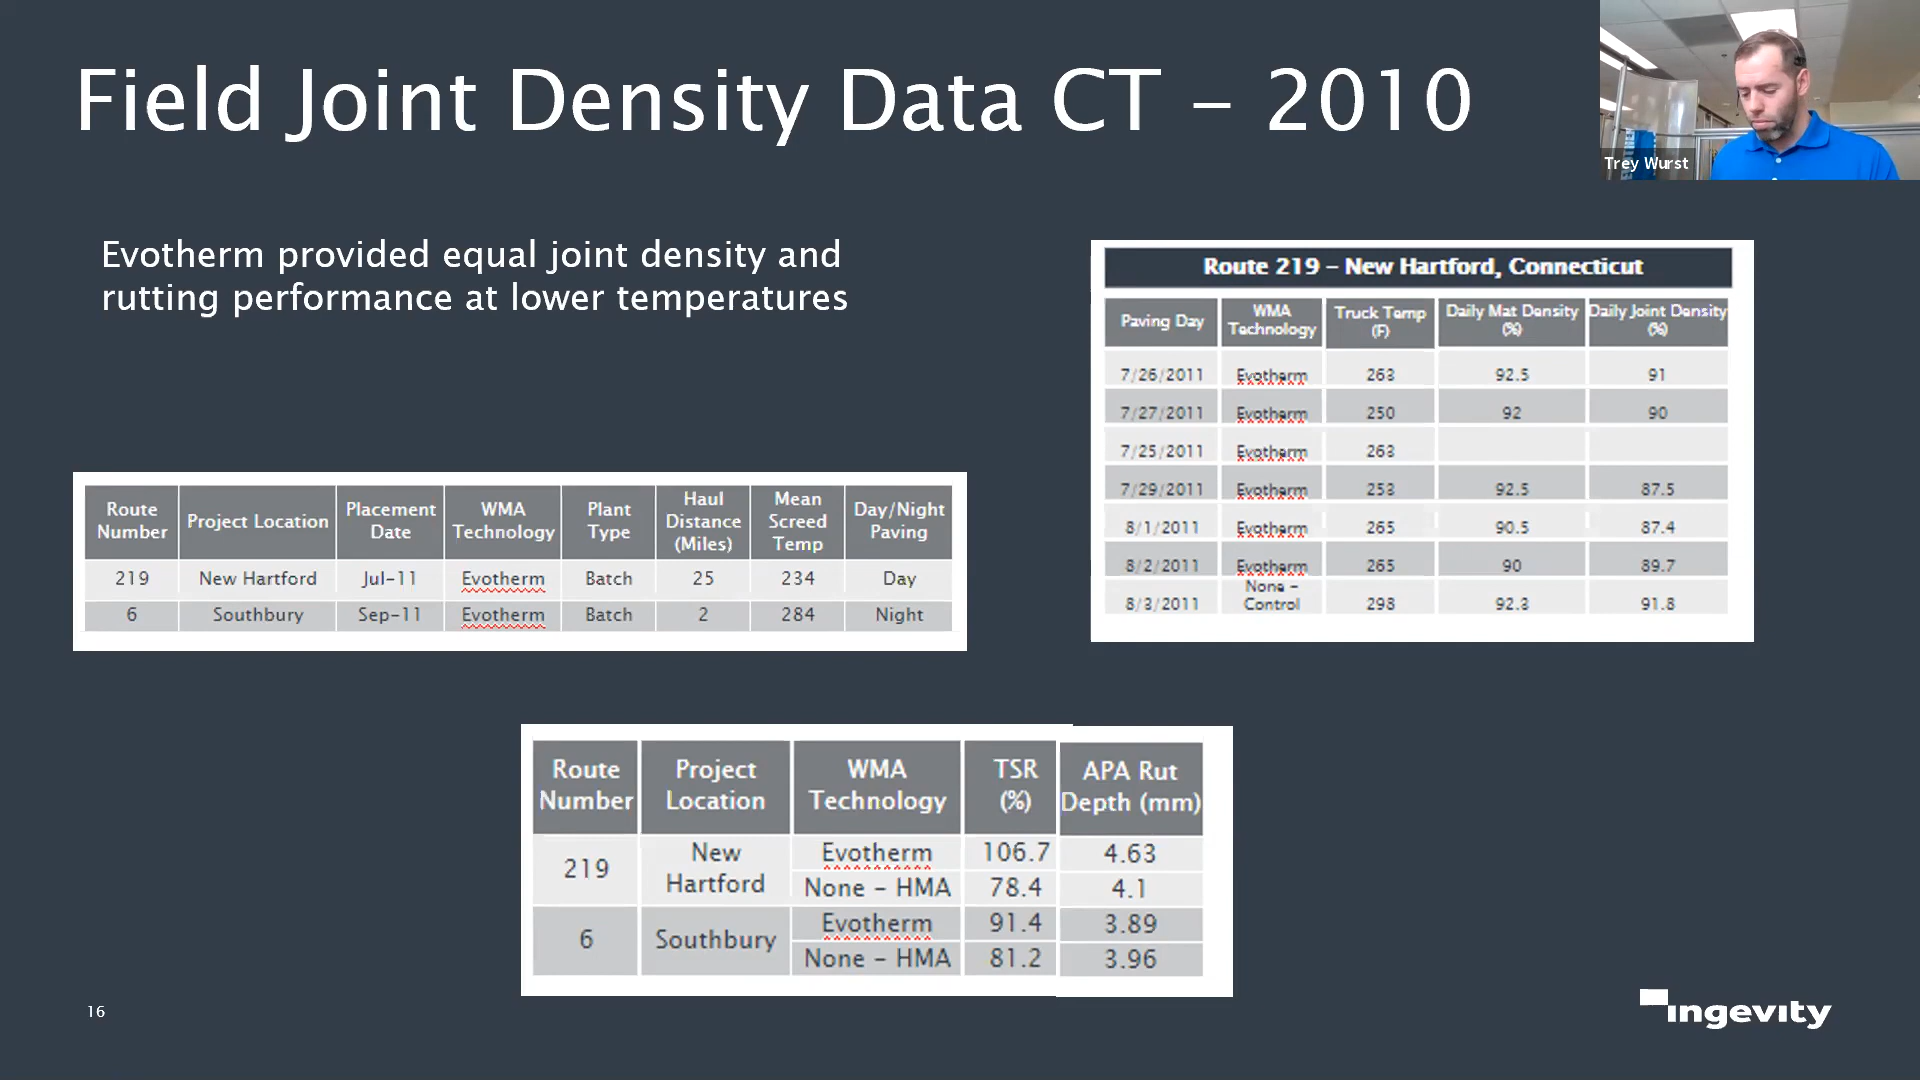 Field Joint Density Data CT – 2010
Trey Wurst
Evotherm provided equal joint density and
rutting performance at lower temperatures
Route 219 – New Hartford, Connecticut
Paving Day WMA Technology Truck Temp (F) Daily Mat Density (%) Daily Joint Density (%)
7/26/2011 Evotherm 263 92.5 91
7/27/2011 Evotherm 250 92 90
7/25/2011 Evotherm 263
7/29/2011 Evotherm 253 92.5 87.5
8/1/2011 Evotherm 265 90.5 87.4
8/2/2011 Evotherm 265 90 89.7
8/3/2011 None – Control 298 92.3 91.8
Route Number Project Location Placement Date WMA Technology Plant Type Haul Distance (Miles) Mean Screed Temp Day/Night Paving
219 New Hartford Jul-11 Evotherm Batch 25 234 Day
6 Southbury Sep-11 Evotherm Batch 2 284 Night
Route Number Project Location WMA Technology TSR (%) APA Rut Depth (mm)
219 New Hartford Evotherm 106.7 4.63
None – HMA 78.4 4.1
6 Southbury Evotherm 91.4 3.89
None – HMA 81.2 3.96
16
ingevity